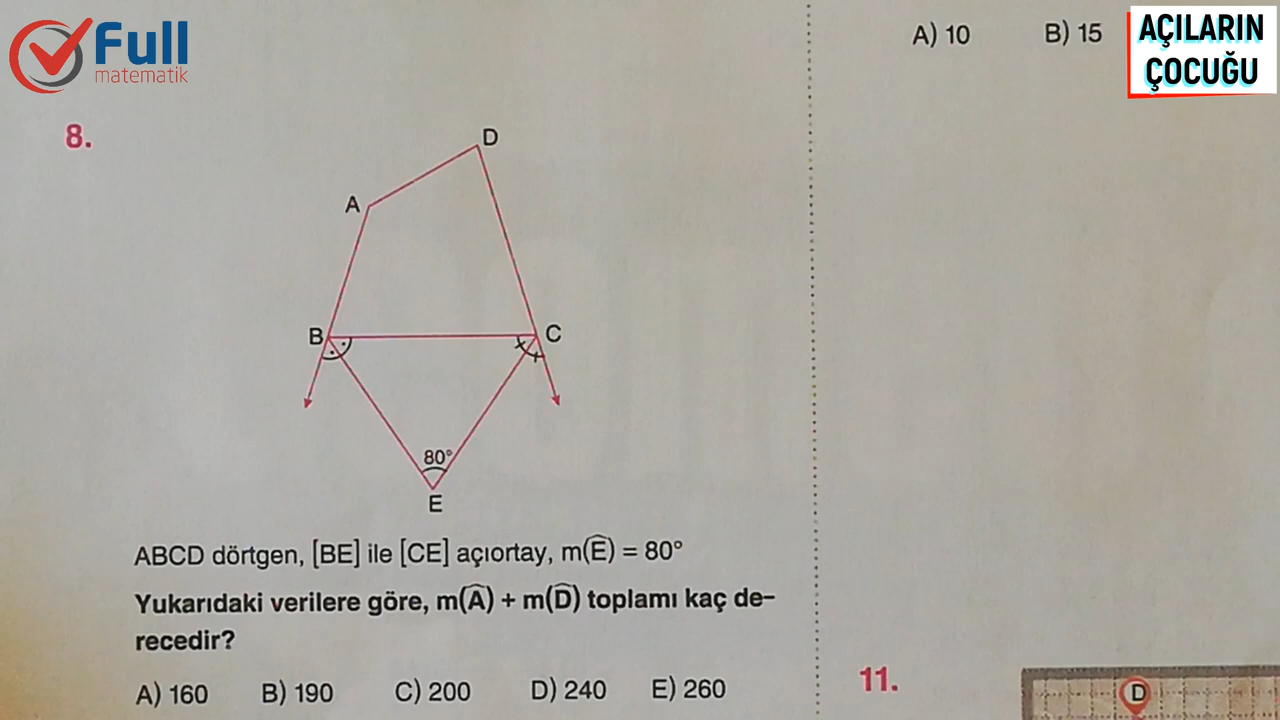 Full
matematik
A) 10 B) 15
AÇILARIN
ÇOCUĞU
8.
D
A
B
C
80°
E
ABCD dörtgen, [BE] ile [CE] açıortay, m(Ê) = 80°
Yukarıdaki verilere göre, m(Â) + m(D̂) toplamı kaç de-
recedir?
A) 160 B) 190 C) 200 D) 240 E) 260
11.
D